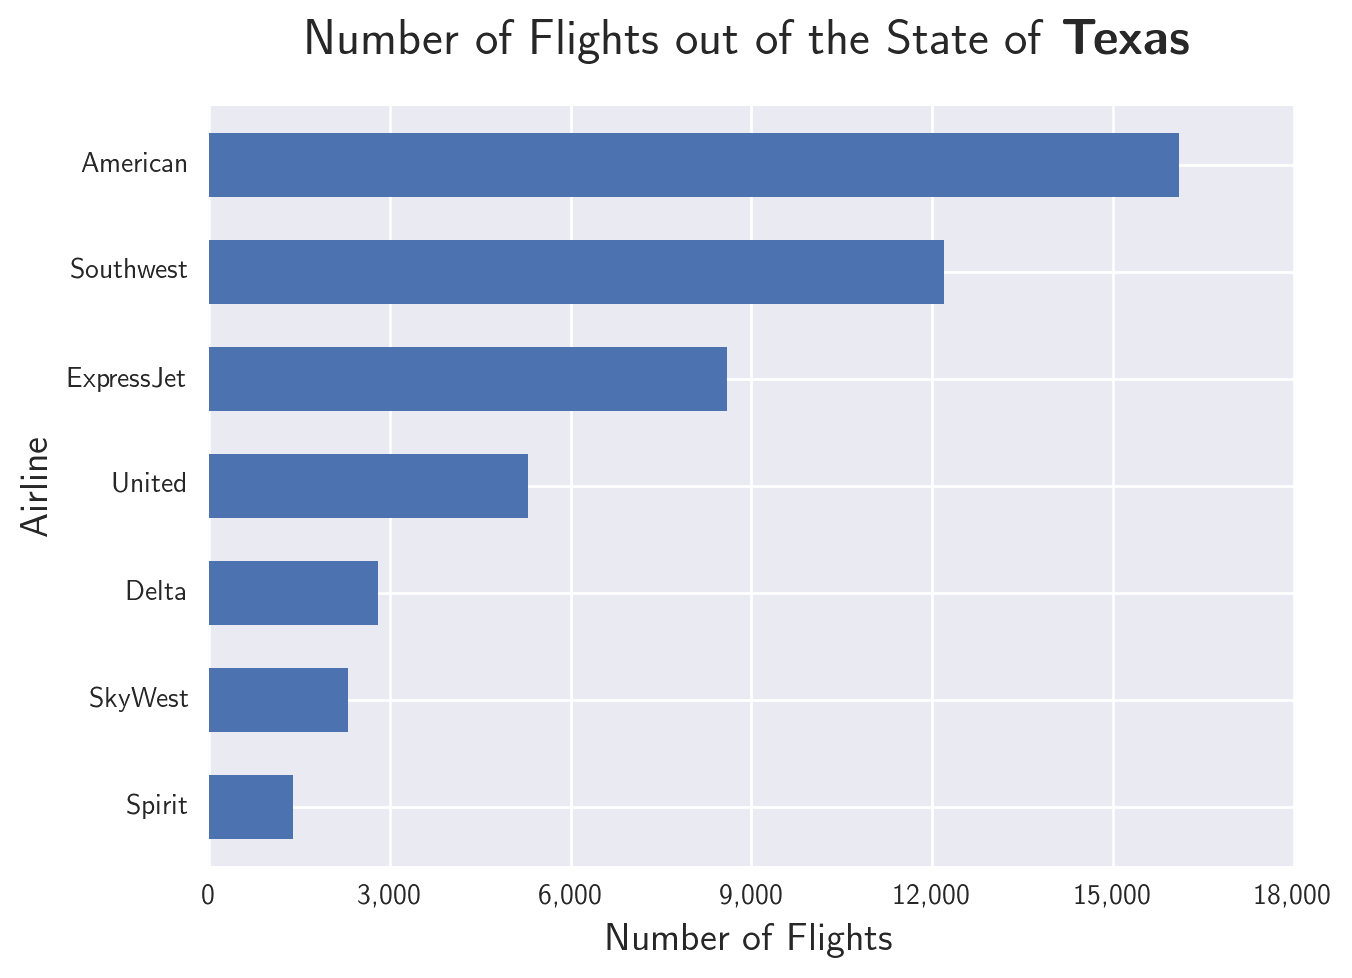 Number of Flights out of the State of Texas
American
Southwest
ExpressJet
United
Delta
SkyWest
Spirit
Airline
0 3,000 6,000 9,000 12,000 15,000 18,000
Number of Flights